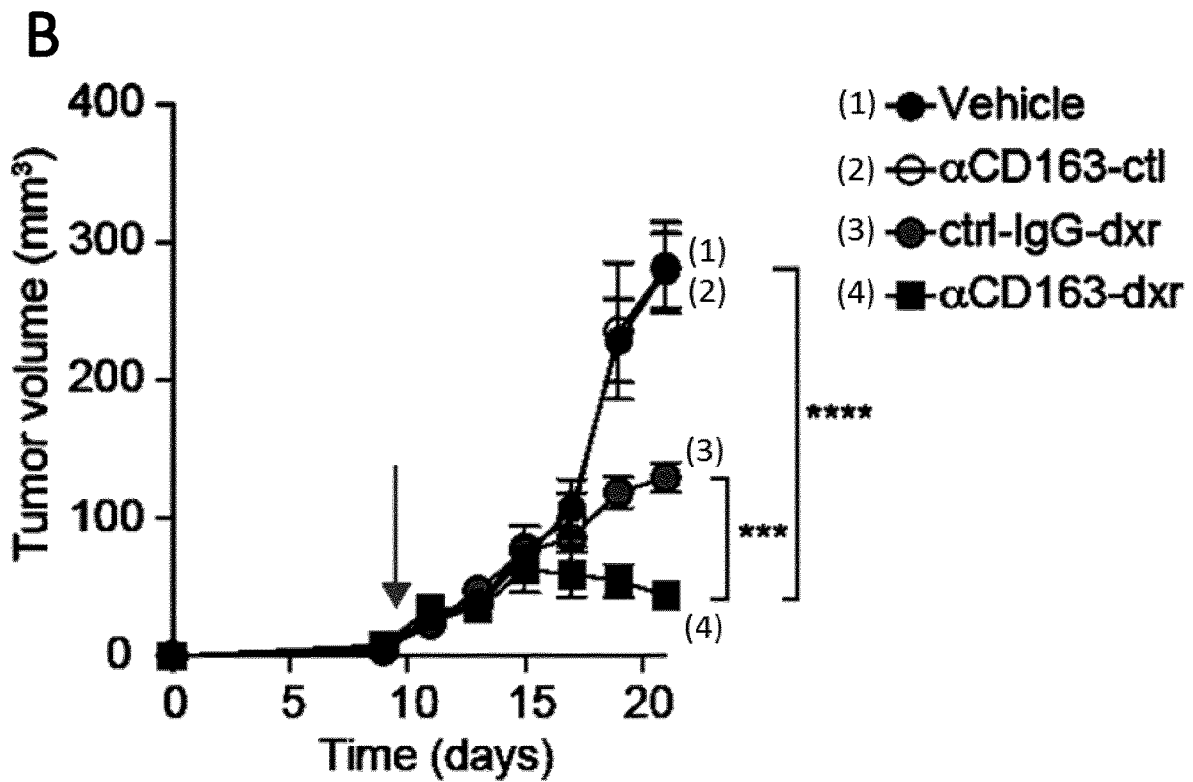 B
Tumor volume (mm³)
400
300
200
100
0
0 5 10 15 20
Time (days)
(1) Vehicle
(2) αCD163-ctl
(3) ctrl-IgG-dxr
(4) αCD163-dxr
(1)
(2)
(3)
(4)
****
***